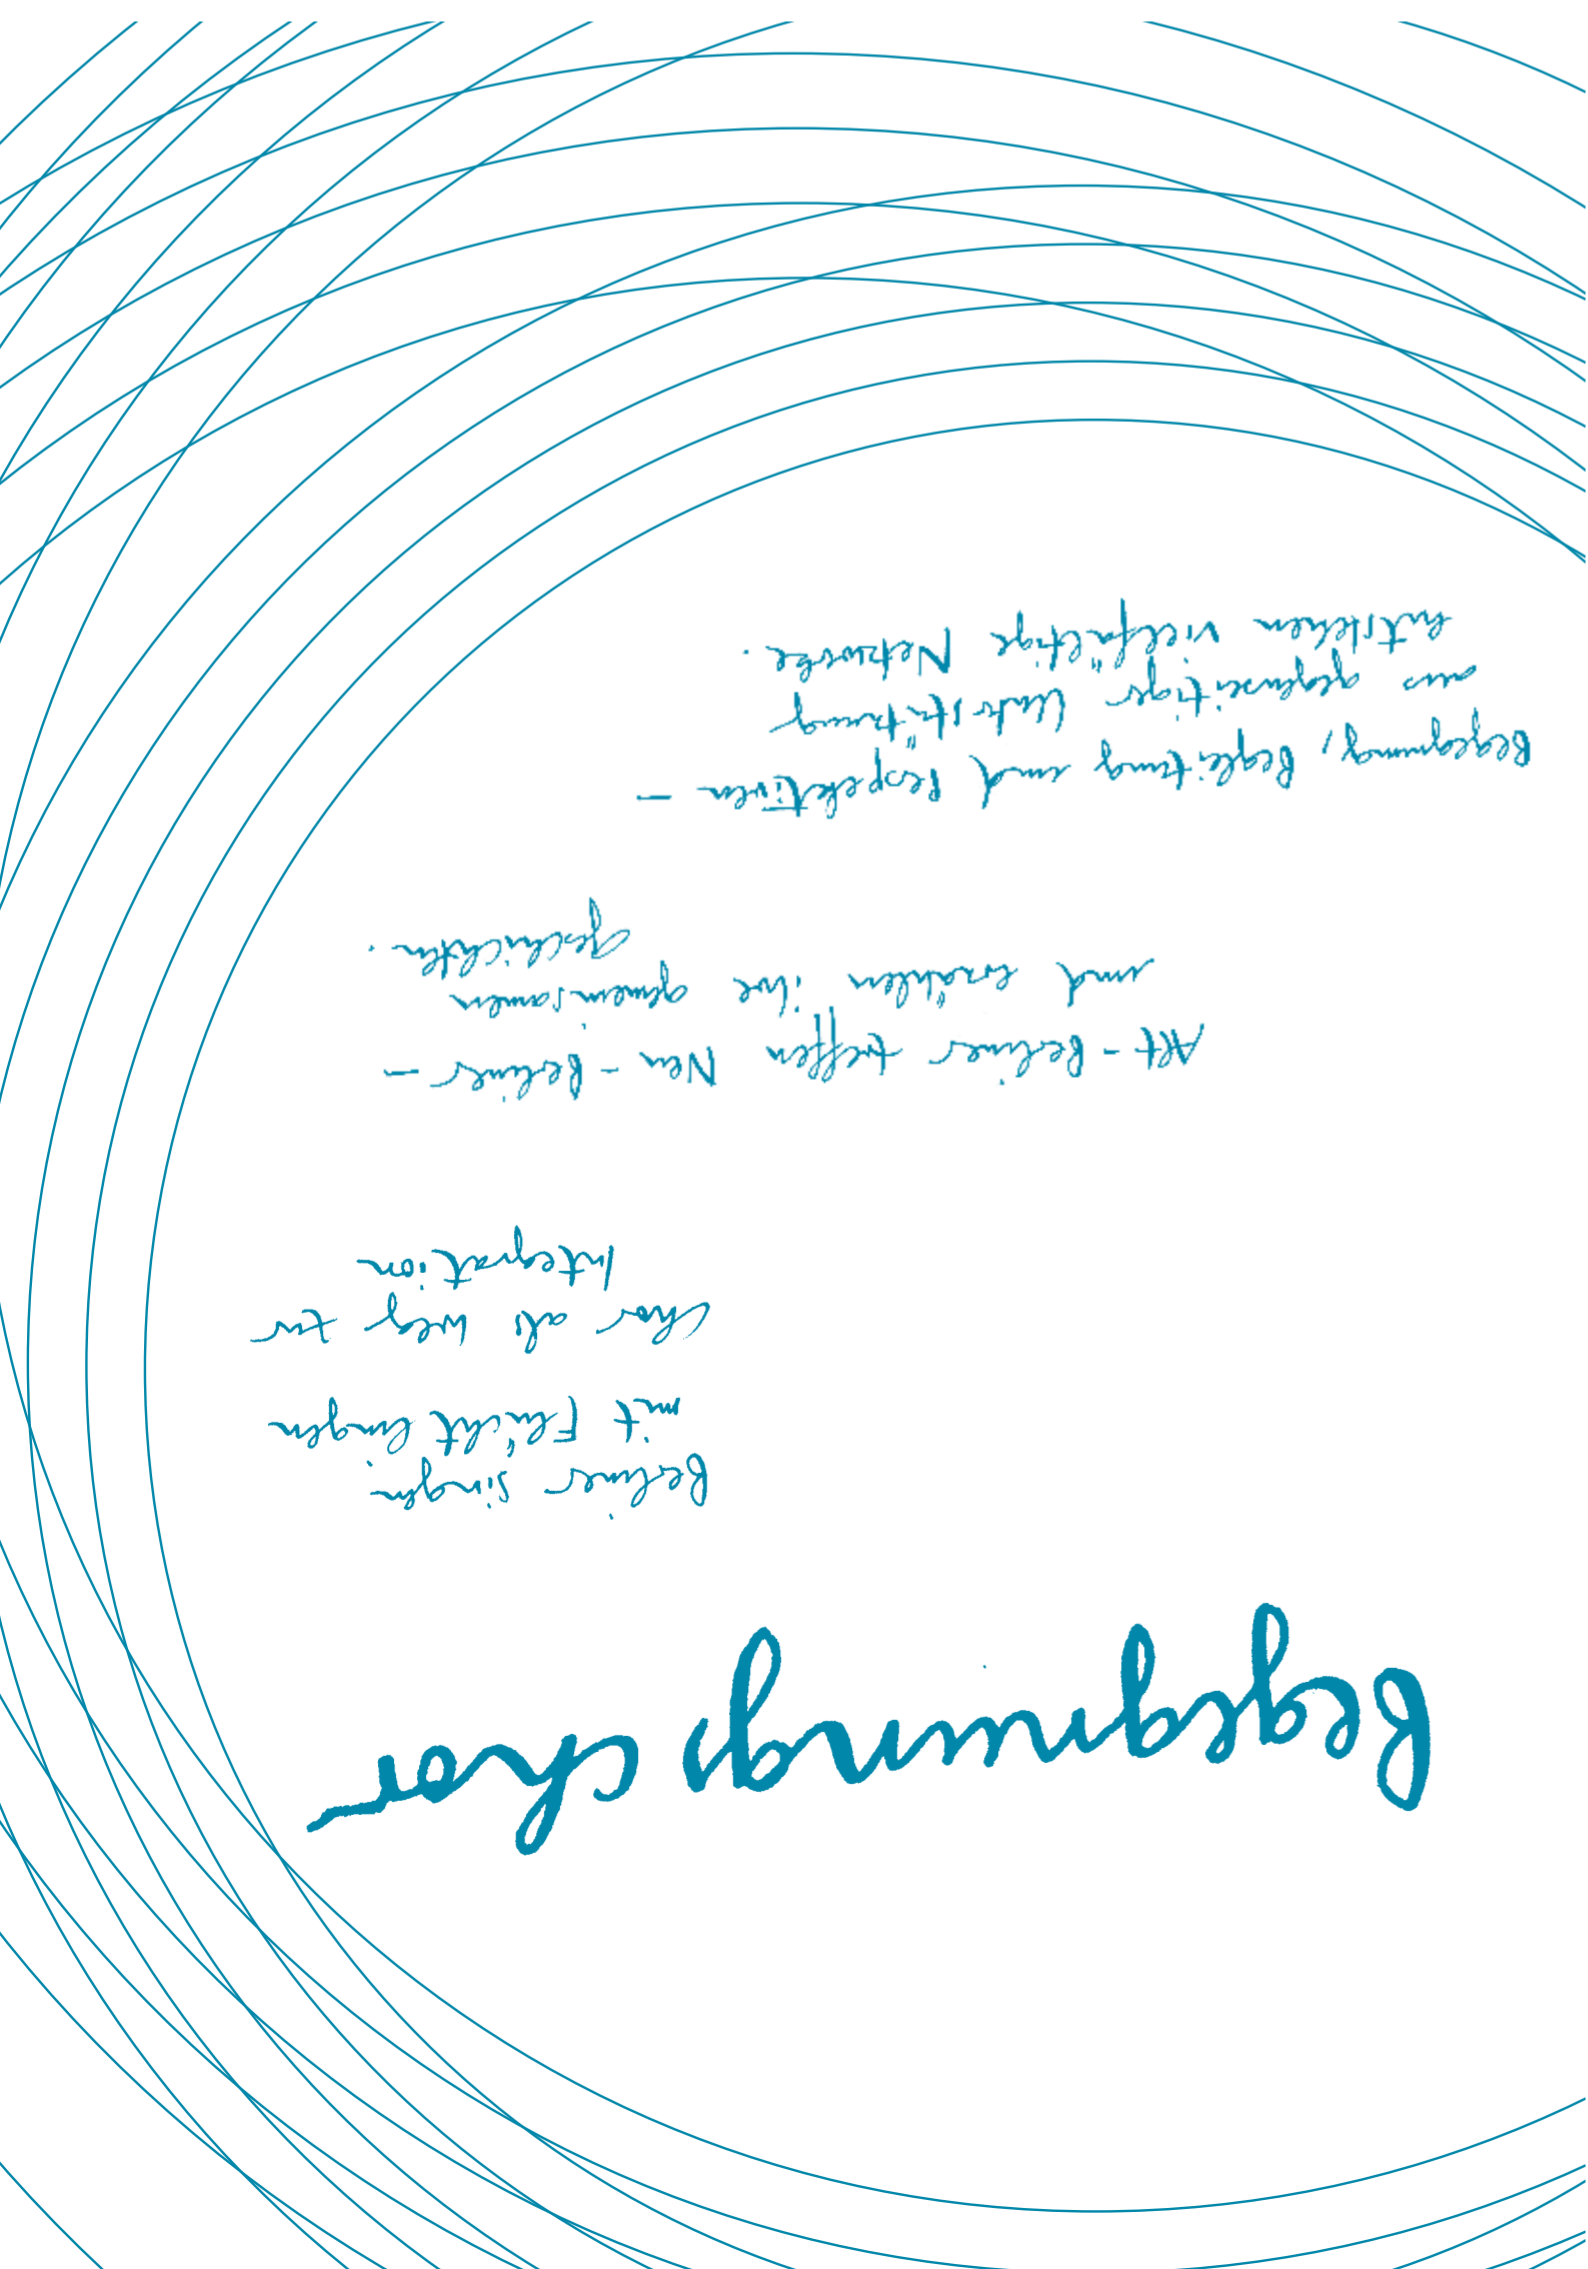 Begegnungschor
Berliner singen
mit Flüchtlingen
Chor als Weg zur
Integration
Alt-Berliner treffen Neu-Berliner –
und erzählen ihre gemeinsamen
Geschichten.
Begegnung, Begleitung und Perspektiven –
aus gegenseitiger Unterstützung
entstehen vielfältige Netzwerke.